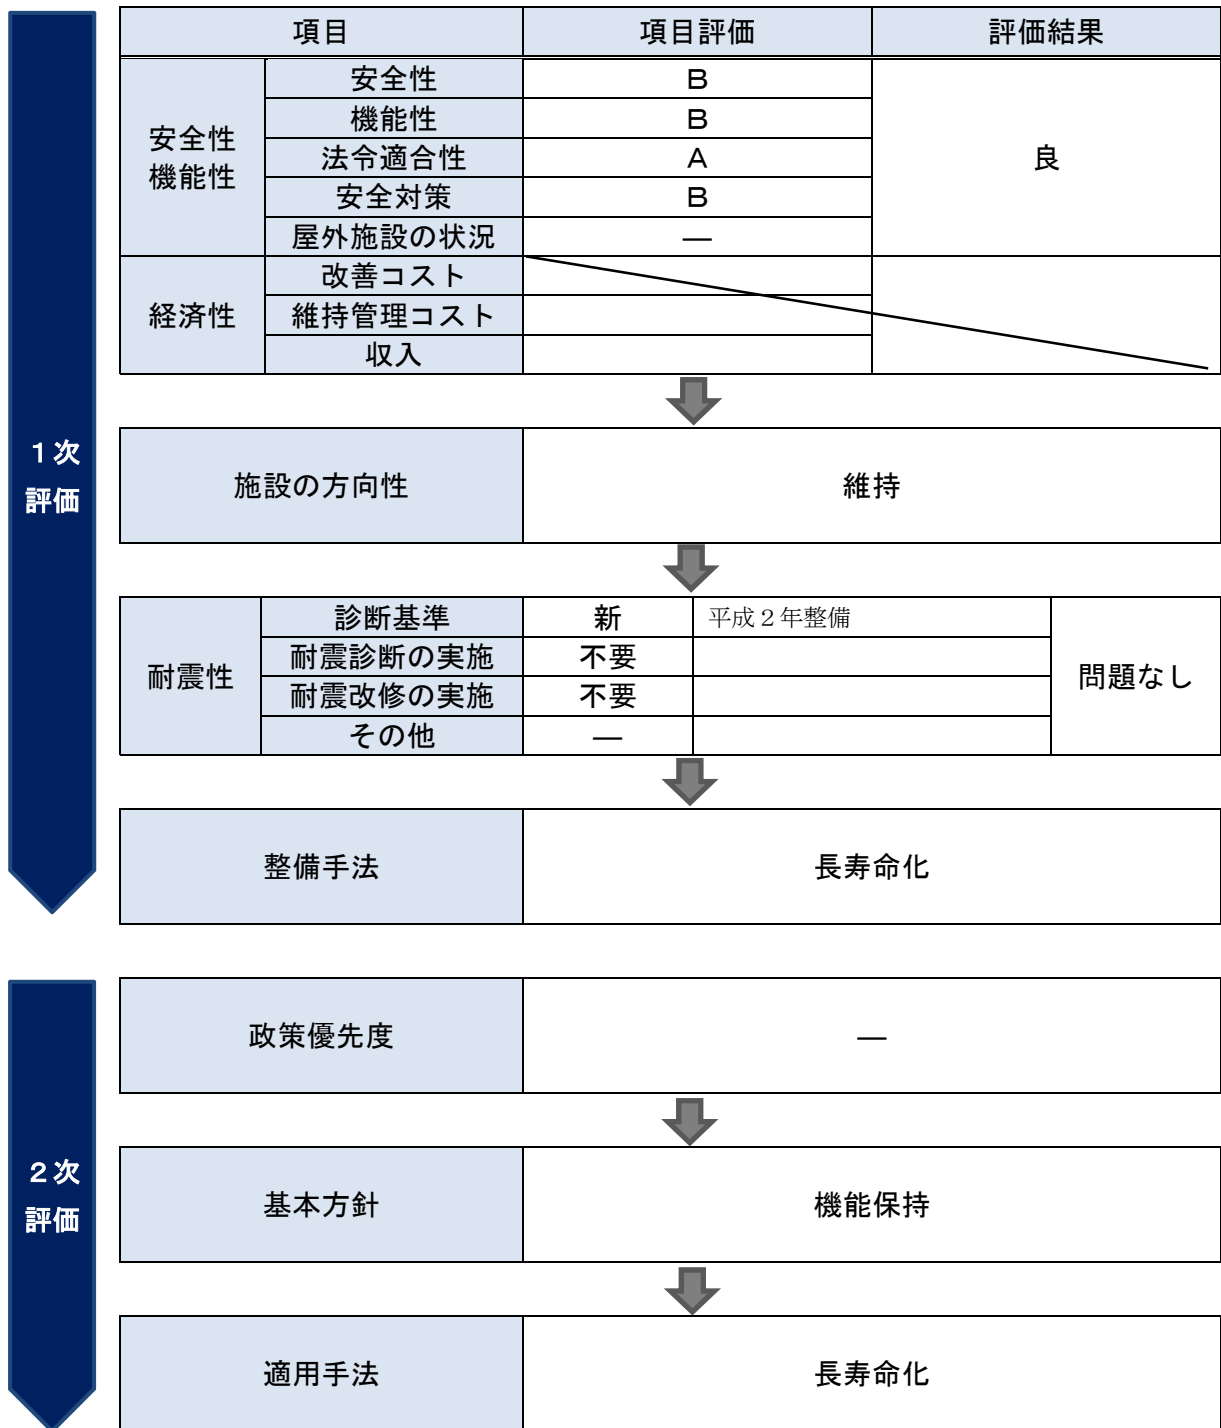 項目 項目評価 評価結果
安全性
機能性
安全性 B
機能性 B
法令適合性 A
安全対策 B
屋外施設の状況 ―
良
経済性
改善コスト
維持管理コスト
収入
1次
評価
施設の方向性 維持
耐震性
診断基準 新 平成2年整備
耐震診断の実施 不要
耐震改修の実施 不要
その他 ―
問題なし
整備手法 長寿命化
2次
評価
政策優先度 ―
基本方針 機能保持
適用手法 長寿命化